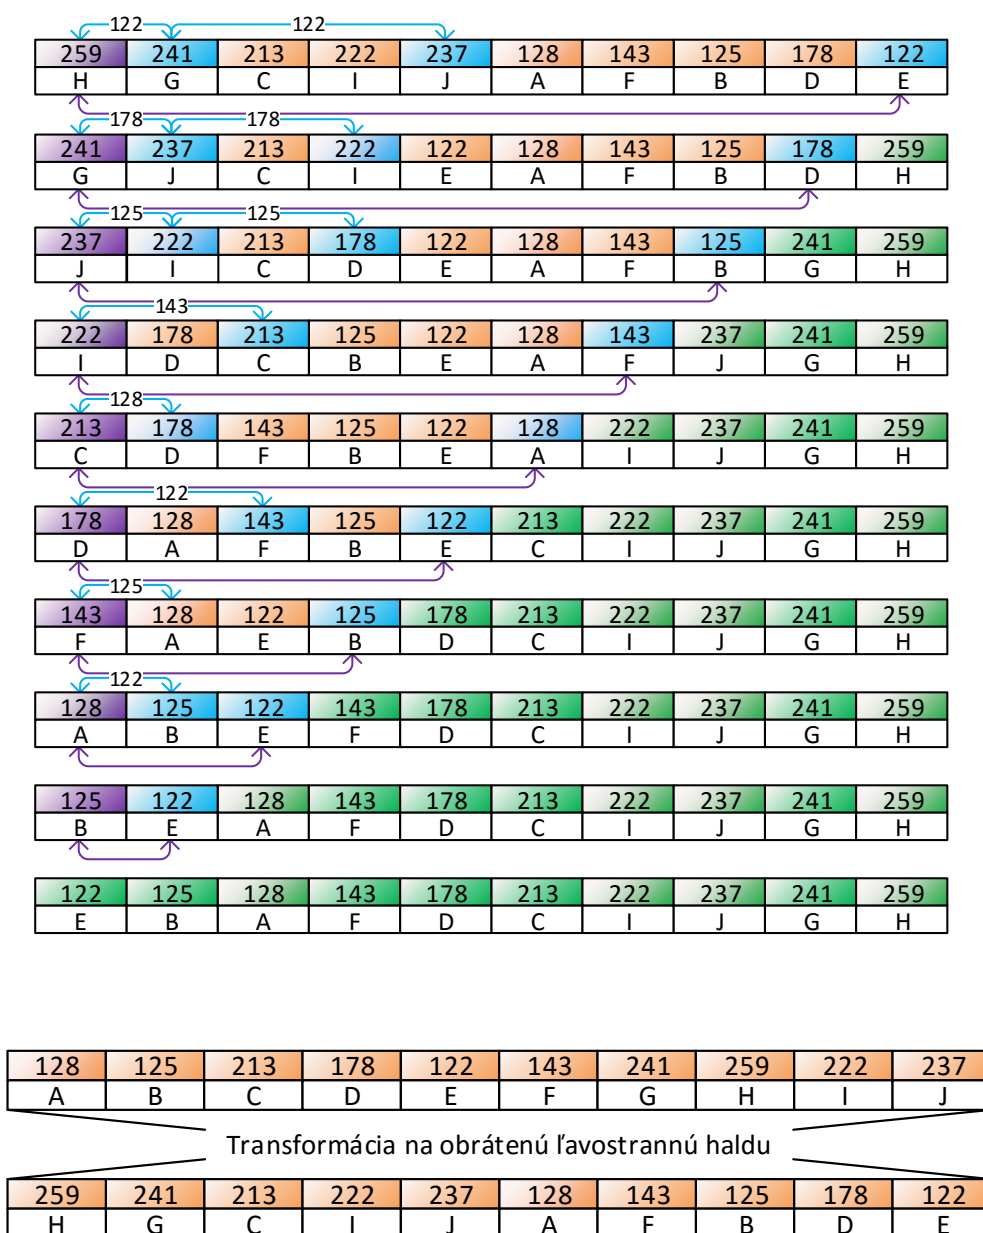 122 122
259 241 213 222 237 128 143 125 178 122
H G C I J A F B D E
178 178
241 237 213 222 122 128 143 125 178 259
G J C I E A F B D H
125 125
237 222 213 178 122 128 143 125 241 259
J I C D E A F B G H
143
222 178 213 125 122 128 143 237 241 259
I D C B E A F J G H
128
213 178 143 125 122 128 222 237 241 259
C D F B E A I J G H
122
178 128 143 125 122 213 222 237 241 259
D A F B E C I J G H
125
143 128 122 125 178 213 222 237 241 259
F A E B D C I J G H
122
128 125 122 143 178 213 222 237 241 259
A B E F D C I J G H
125 122 128 143 178 213 222 237 241 259
B E A F D C I J G H
122 125 128 143 178 213 222 237 241 259
E B A F D C I J G H
128 125 213 178 122 143 241 259 222 237
A B C D E F G H I J
Transformácia na obrátenú ľavostrannú haldu
259 241 213 222 237 128 143 125 178 122
H G C I J A F B D E